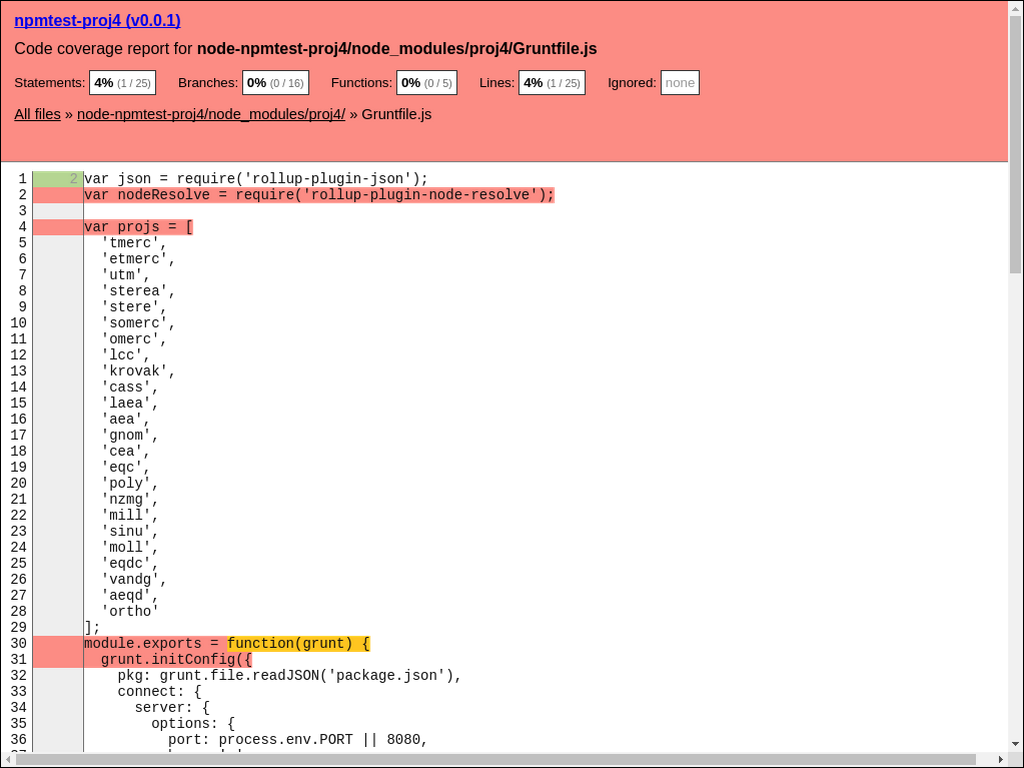 npmtest-proj4 (v0.0.1)
Code coverage report for node-npmtest-proj4/node_modules/proj4/Gruntfile.js
Statements: 4% (1 / 25) Branches: 0% (0 / 16) Functions: 0% (0 / 5) Lines: 4% (1 / 25) Ignored: none
All files » node-npmtest-proj4/node_modules/proj4/ » Gruntfile.js
1 2 var json = require('rollup-plugin-json');
2 var nodeResolve = require('rollup-plugin-node-resolve');
3
4 var projs = [
5 'tmerc',
6 'etmerc',
7 'utm',
8 'sterea',
9 'stere',
10 'somerc',
11 'omerc',
12 'lcc',
13 'krovak',
14 'cass',
15 'laea',
16 'aea',
17 'gnom',
18 'cea',
19 'eqc',
20 'poly',
21 'nzmg',
22 'mill',
23 'sinu',
24 'moll',
25 'eqdc',
26 'vandg',
27 'aeqd',
28 'ortho'
29 ];
30 module.exports = function(grunt) {
31 grunt.initConfig({
32 pkg: grunt.file.readJSON('package.json'),
33 connect: {
34 server: {
35 options: {
36 port: process.env.PORT || 8080,